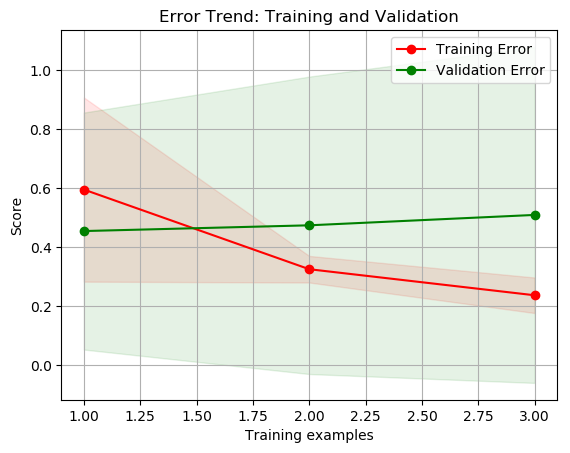 Error Trend: Training and Validation
Training Error
Validation Error
Score
1.0
0.8
0.6
0.4
0.2
0.0
1.00 1.25 1.50 1.75 2.00 2.25 2.50 2.75 3.00
Training examples